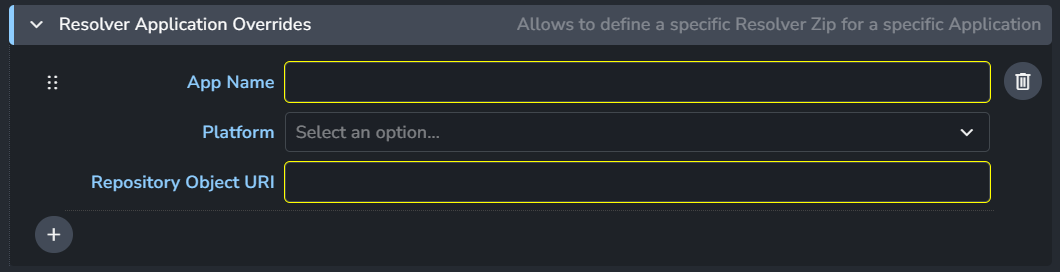 Resolver Application Overrides Allows to define a specific Resolver Zip for a specific Application
App Name
Platform Select an option...
Repository Object URI